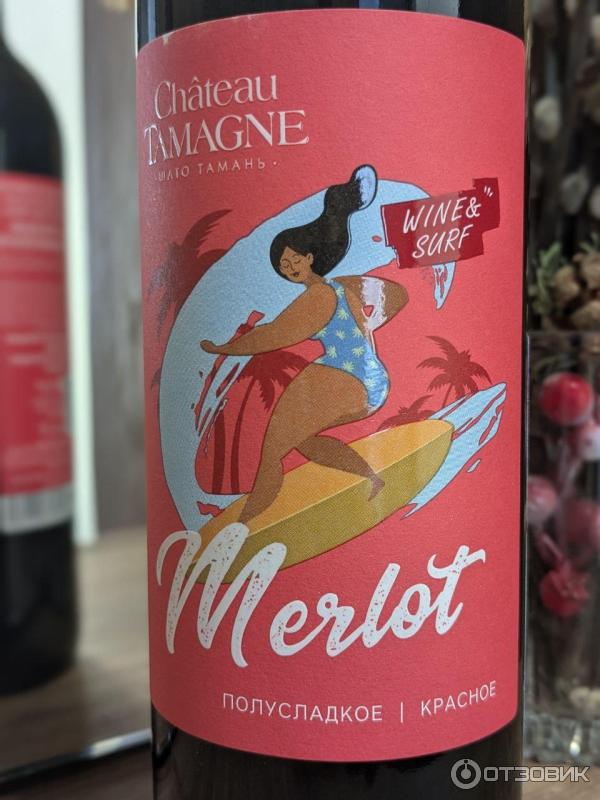 Château
TAMAGNE
· ШАТО ТАМАНЬ ·
WINE&
SURF
Merlot
ПОЛУСЛАДКОЕ | КРАСНОЕ
ОТЗОВИК